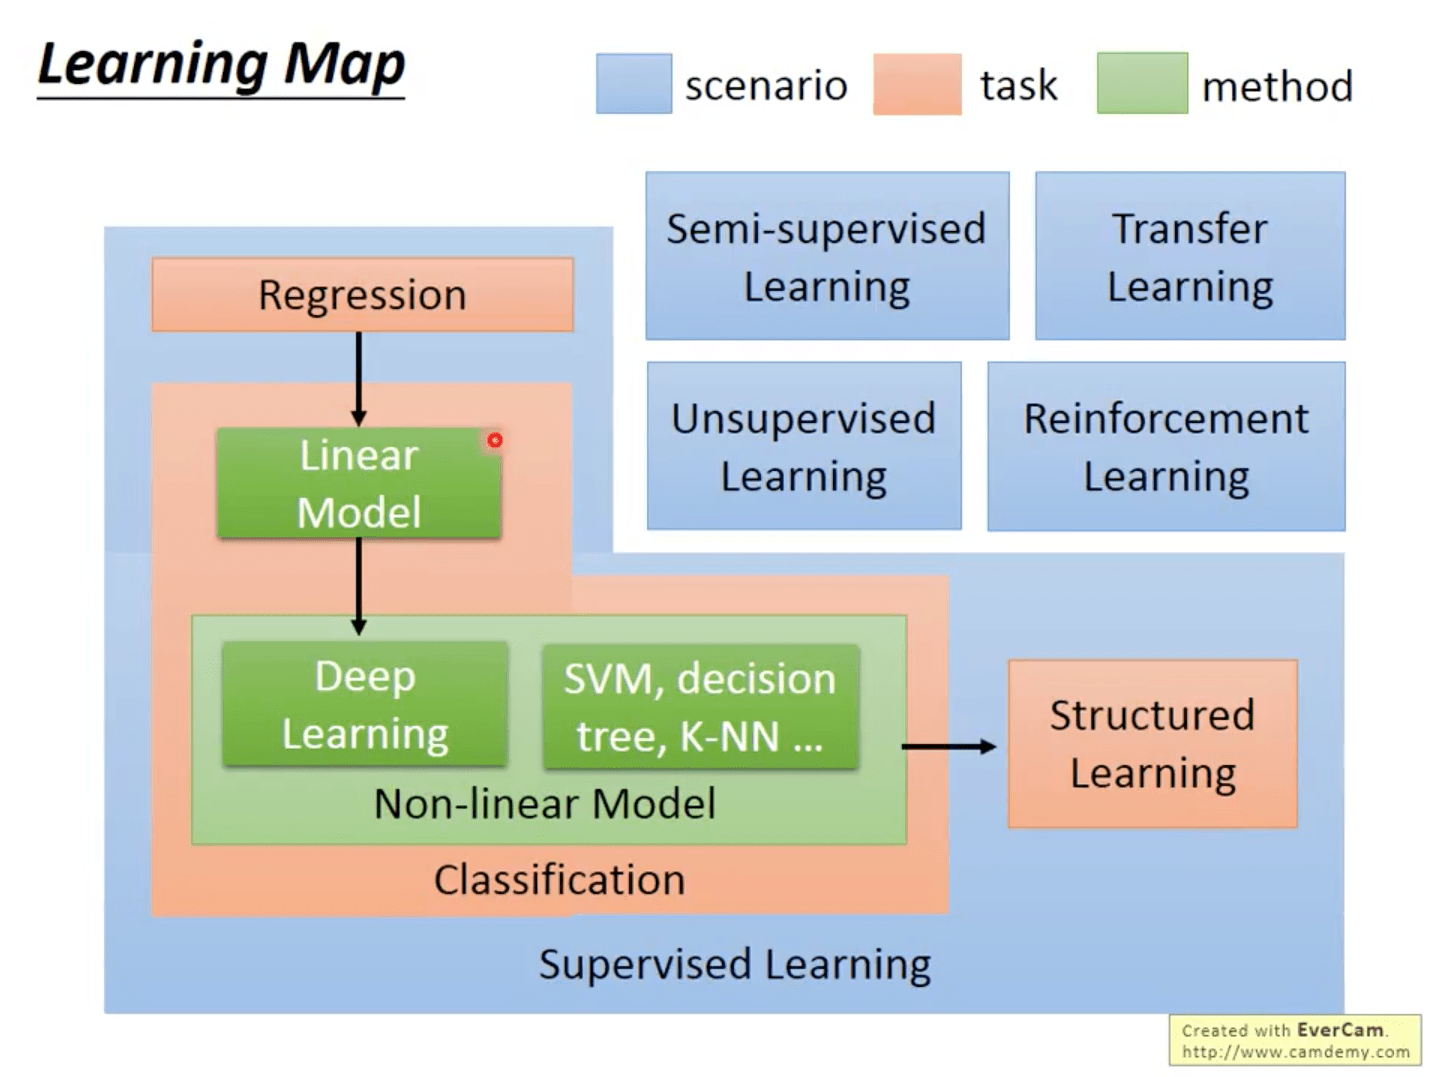 Learning Map
scenario
task
method
Semi-supervised
Learning
Transfer
Learning
Unsupervised
Learning
Reinforcement
Learning
Regression
Linear
Model
Deep
Learning
SVM, decision
tree, K-NN ...
Non-linear Model
Classification
Structured
Learning
Supervised Learning
Created with EverCam.
http://www.camdemy.com